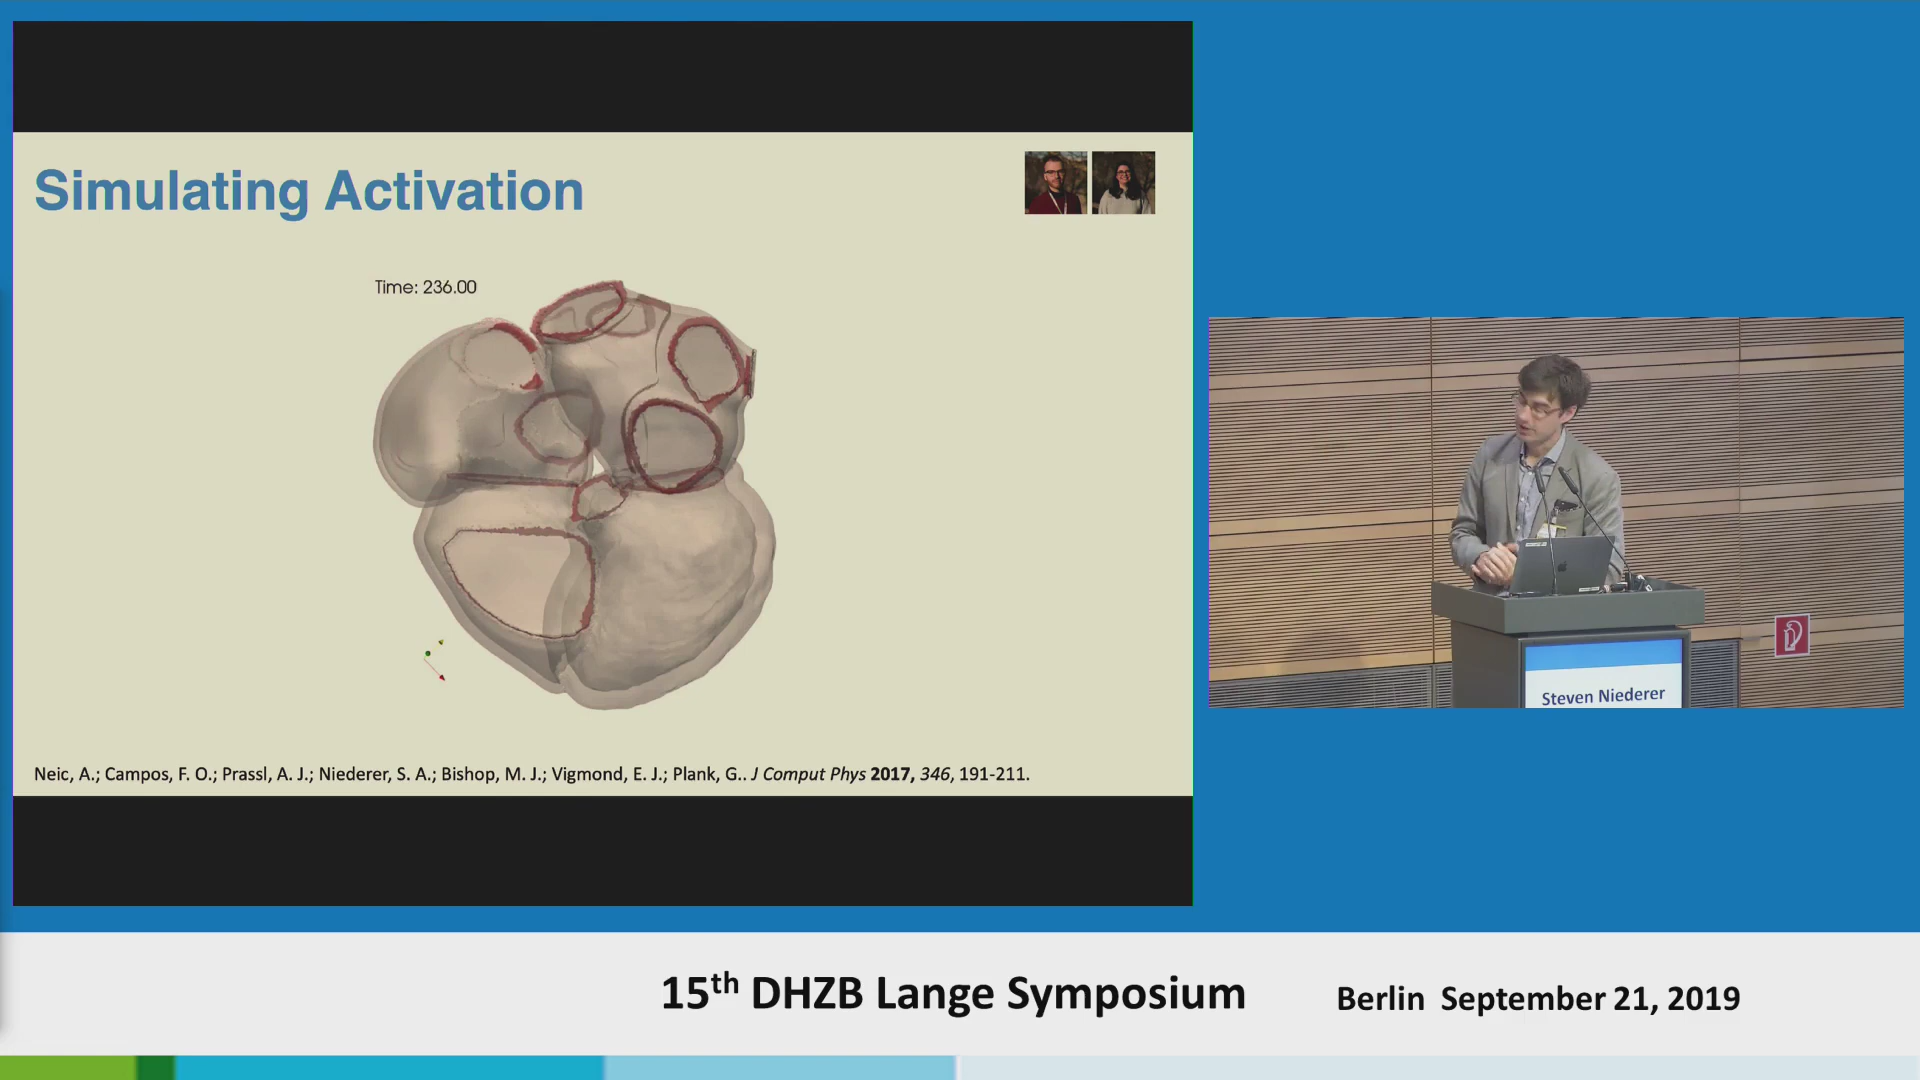 Simulating Activation
Time: 236.00
Neic, A.; Campos, F. O.; Prassl, A. J.; Niederer, S. A.; Bishop, M. J.; Vigmond, E. J.; Plank, G.. J Comput Phys 2017, 346, 191-211.
Steven Niederer
15th DHZB Lange Symposium
Berlin September 21, 2019